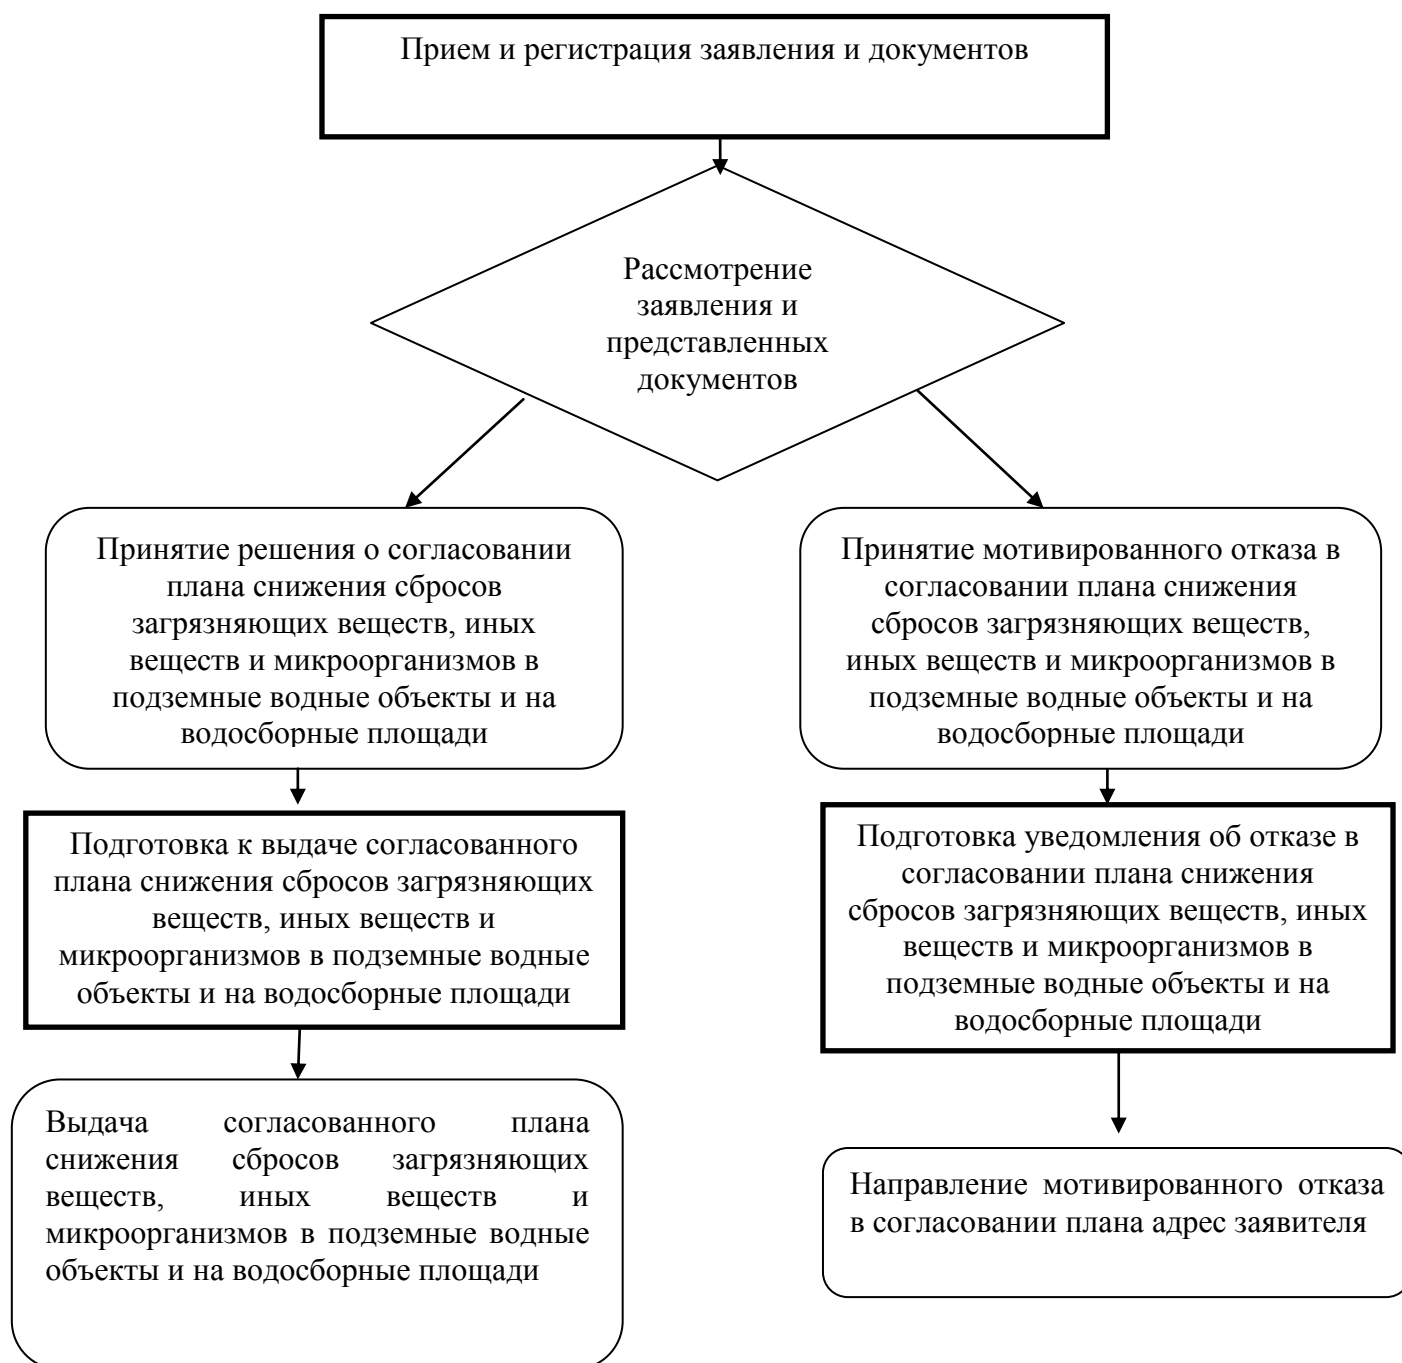 Прием и регистрация заявления и документов
Рассмотрение
заявления и
представленных
документов
Принятие решения о согласовании
плана снижения сбросов
загрязняющих веществ, иных
веществ и микроорганизмов в
подземные водные объекты и на
водосборные площади
Принятие мотивированного отказа в
согласовании плана снижения
сбросов загрязняющих веществ,
иных веществ и микроорганизмов в
подземные водные объекты и на
водосборные площади
Подготовка к выдаче согласованного
плана снижения сбросов загрязняющих
веществ, иных веществ и
микроорганизмов в подземные водные
объекты и на водосборные площади
Подготовка уведомления об отказе в
согласовании плана снижения
сбросов загрязняющих веществ, иных
веществ и микроорганизмов в
подземные водные объекты и на
водосборные площади
Выдача согласованного плана
снижения сбросов загрязняющих
веществ, иных веществ и
микроорганизмов в подземные водные
объекты и на водосборные площади
Направление мотивированного отказа
в согласовании плана адрес заявителя